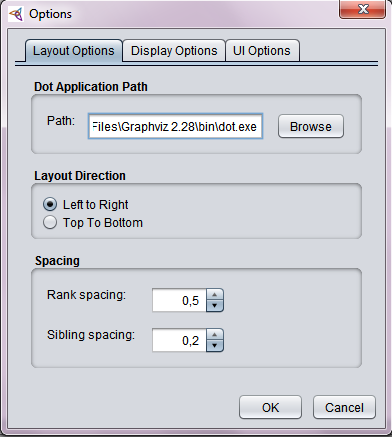 Options
Layout Options Display Options UI Options
Dot Application Path
Path: Files\Graphviz 2.28\bin\dot.exe Browse
Layout Direction
Left to Right
Top To Bottom
Spacing
Rank spacing: 0,5
Sibling spacing: 0,2
OK Cancel